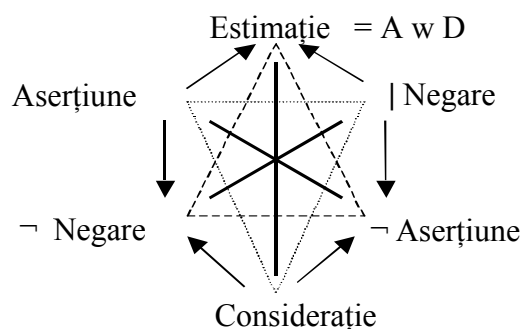 Estimație = A w D
Aserțiune | Negare
¬ Negare ¬ Aserțiune
Considerație